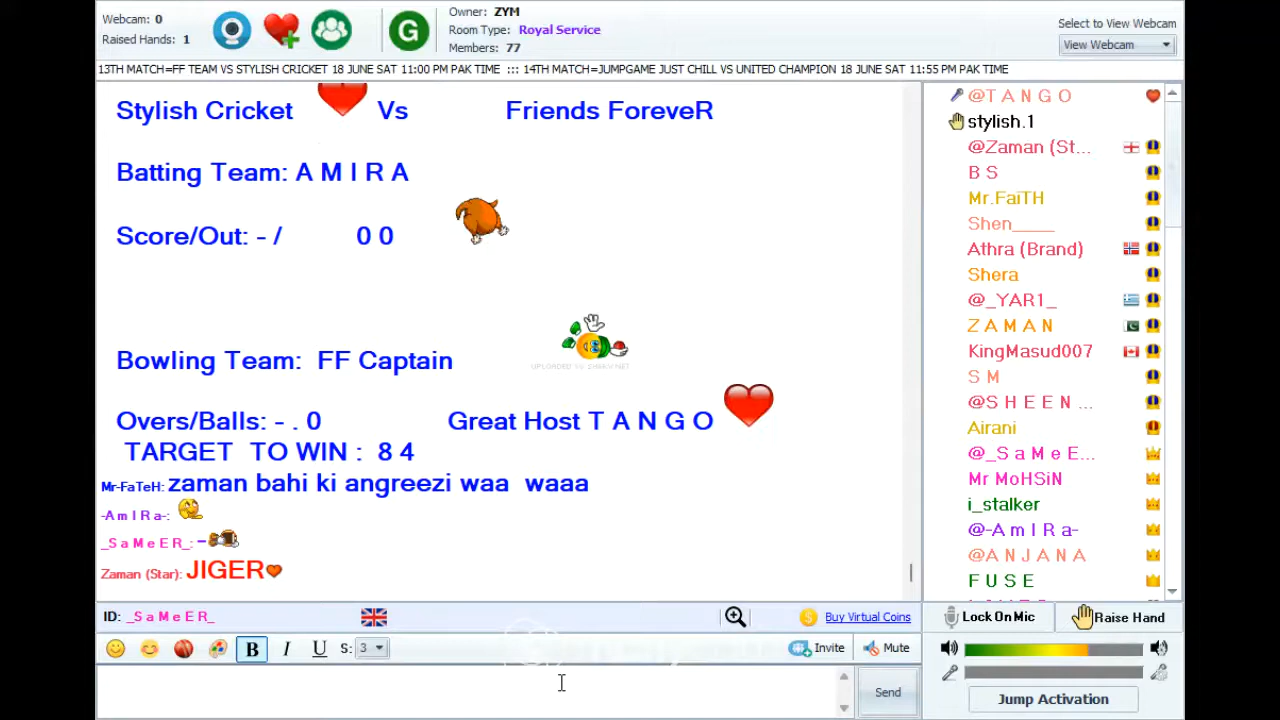 Webcam: 0
Raised Hands: 1
Owner: ZYM
Room Type: Royal Service
Members: 77
Select to View Webcam
View Webcam
13TH MATCH=FF TEAM VS STYLISH CRICKET 18 JUNE SAT 11:00 PM PAK TIME ::: 14TH MATCH=JUMPGAME JUST CHILL VS UNITED CHAMPION 18 JUNE SAT 11:55 PM PAK TIME
Stylish Cricket Vs Friends ForeveR
Batting Team: A M I R A
Score/Out: - / 0 0
Bowling Team: FF Captain
Overs/Balls: - . 0 Great Host T A N G O
TARGET TO WIN : 8 4
Mr-FaTeH: zaman bahi ki angreezi waa waaa
-A m I R a-:
_S a M e E R_: -
Zaman (Star): JIGER
@T A N G O
stylish.1
@Zaman (St...
B S
Mr.FaiTH
Shen____
Athra (Brand)
Shera
@_YAR1_
Z A M A N
KingMasud007
S M
@S H E E N ...
Airani
@_S a M e E...
Mr MoHSiN
i_stalker
@-A m I R a-
@A N J A N A
F U S E
ID: _S a M e E R_
Buy Virtual Coins
Lock On Mic
Raise Hand
B I U S: 3
Invite
Mute
Send
Jump Activation